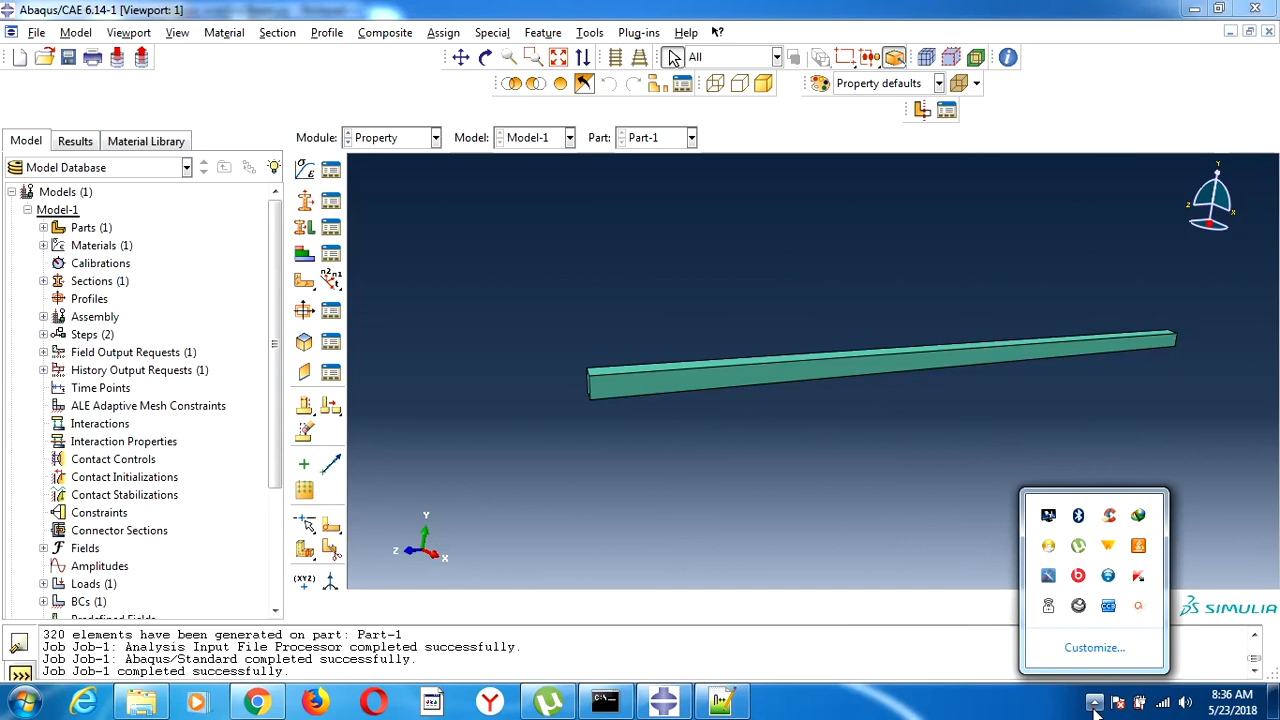 Abaqus/CAE 6.14-1 [Viewport: 1]
File Model Viewport View Material Section Profile Composite Assign Special Feature Tools Plug-ins Help
All
Property defaults
Model Results Material Library
Module: Property Model: Model-1 Part: Part-1
Model Database
Models (1)
Model-1
Parts (1)
Materials (1)
Calibrations
Sections (1)
Profiles
Assembly
Steps (2)
Field Output Requests (1)
History Output Requests (1)
Time Points
ALE Adaptive Mesh Constraints
Interactions
Interaction Properties
Contact Controls
Contact Initializations
Contact Stabilizations
Constraints
Connector Sections
Fields
Amplitudes
Loads (1)
BCs (1)
Predefined Fields
n2 n1
t
(XYZ)
Y
Z
X
Y
Z
X
Customize...
SIMULIA
320 elements have been generated on part: Part-1
Job Job-1: Analysis Input File Processor completed successfully.
Job Job-1: Abaqus/Standard completed successfully.
Job Job-1 completed successfully.
8:36 AM
5/23/2018